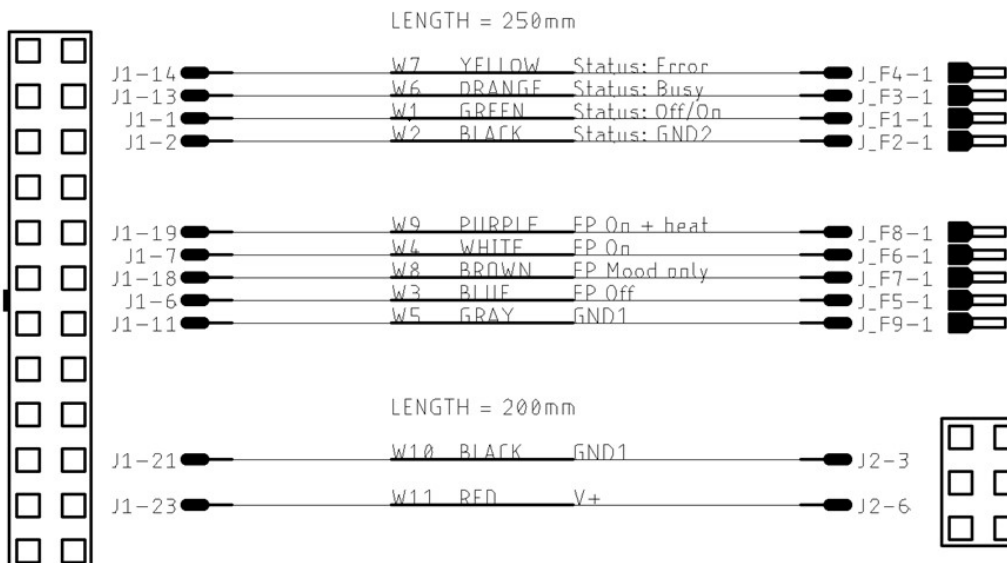 LENGTH = 250mm
J1-14 W7 YELLOW Status: Error J_F4-1
J1-13 W6 ORANGE Status: Busy J_F3-1
J1-1 W1 GREEN Status: Off/On J_F1-1
J1-2 W2 BLACK Status: GND2 J_F2-1
J1-19 W9 PURPLE FP On + heat J_F8-1
J1-7 W4 WHITE FP On J_F6-1
J1-18 W8 BROWN FP Mood only J_F7-1
J1-6 W3 BLUE FP Off J_F5-1
J1-11 W5 GRAY GND1 J_F9-1
LENGTH = 200mm
J1-21 W10 BLACK GND1 J2-3
J1-23 W11 RED V+ J2-6